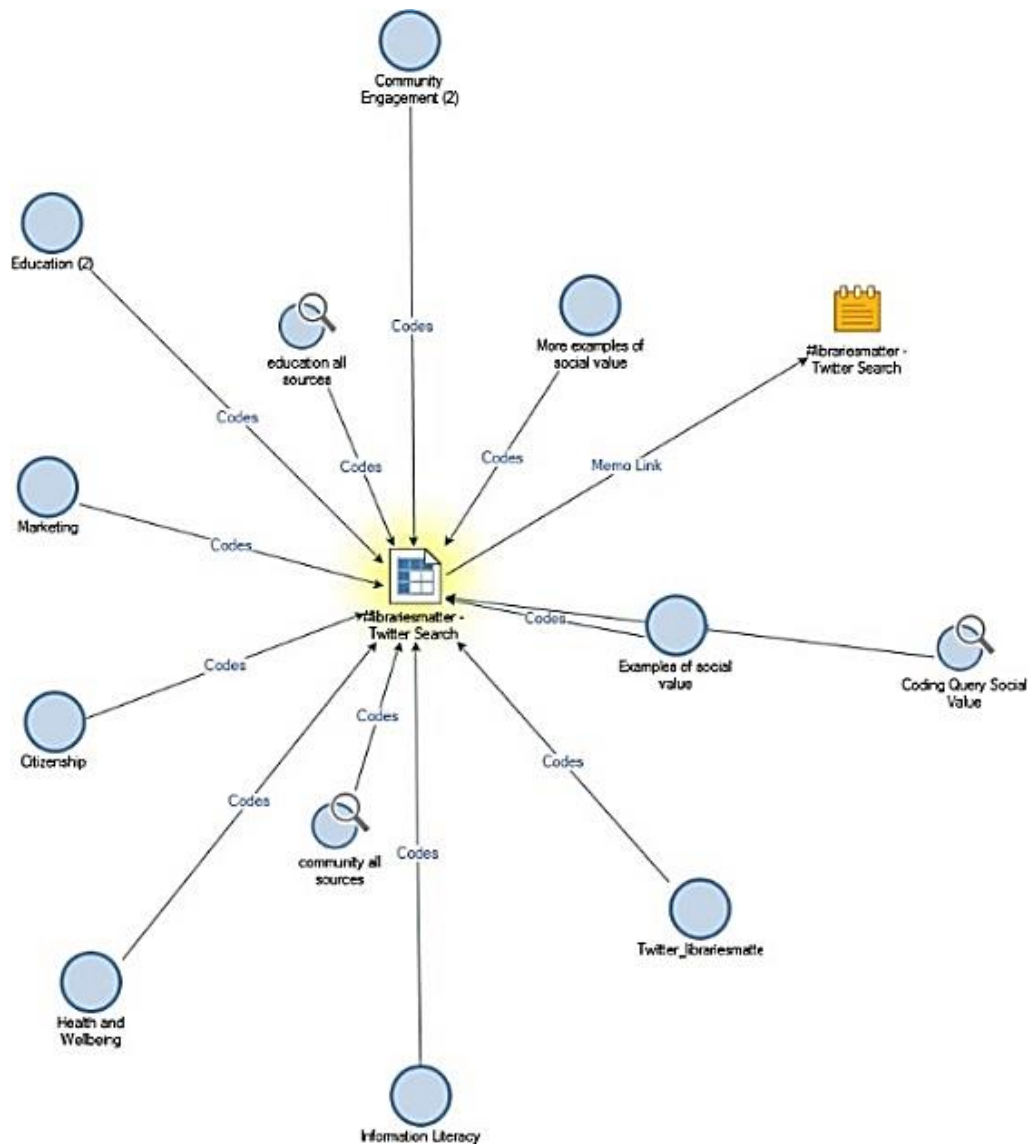 Community
Engagement (2)
Education (2)
Codes
education all
sources
More examples of
social value
#librariesmatter -
Twitter Search
Codes
Codes
Codes
Memo Link
Marketing
Codes
#librariesmatter -
Twitter Search
Codes
Examples of social
value
Coding Query Social
Value
Codes
Citizenship
Codes
Codes
Codes
community all
sources
Codes
Twitter_librariesmatte
Health and
Wellbeing
Information Literacy